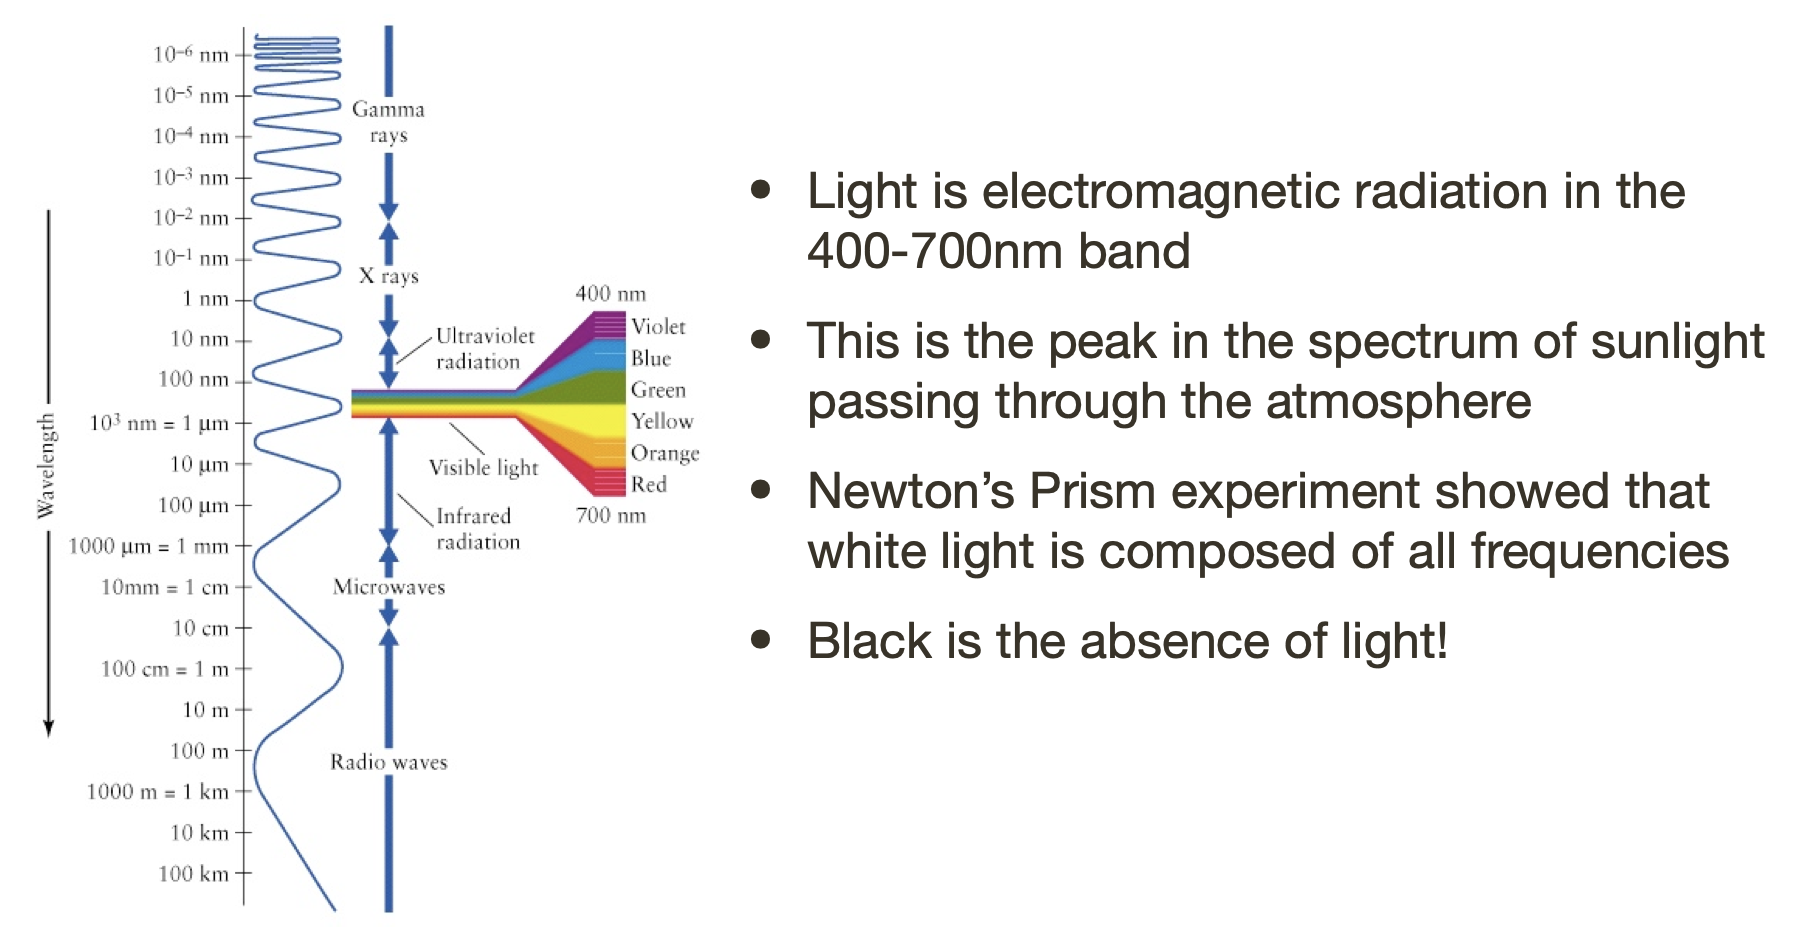 10⁻⁶ nm
10⁻⁵ nm
10⁻⁴ nm
10⁻³ nm
10⁻² nm
10⁻¹ nm
1 nm
10 nm
100 nm
10³ nm = 1 µm
10 µm
100 µm
1000 µm = 1 mm
10mm = 1 cm
10 cm
100 cm = 1 m
10 m
100 m
1000 m = 1 km
10 km
100 km
Wavelength
Gamma
rays
X rays
Ultraviolet
radiation
Visible light
Infrared
radiation
Microwaves
Radio waves
400 nm
Violet
Blue
Green
Yellow
Orange
Red
700 nm
• Light is electromagnetic radiation in the
400-700nm band
• This is the peak in the spectrum of sunlight
passing through the atmosphere
• Newton’s Prism experiment showed that
white light is composed of all frequencies
• Black is the absence of light!